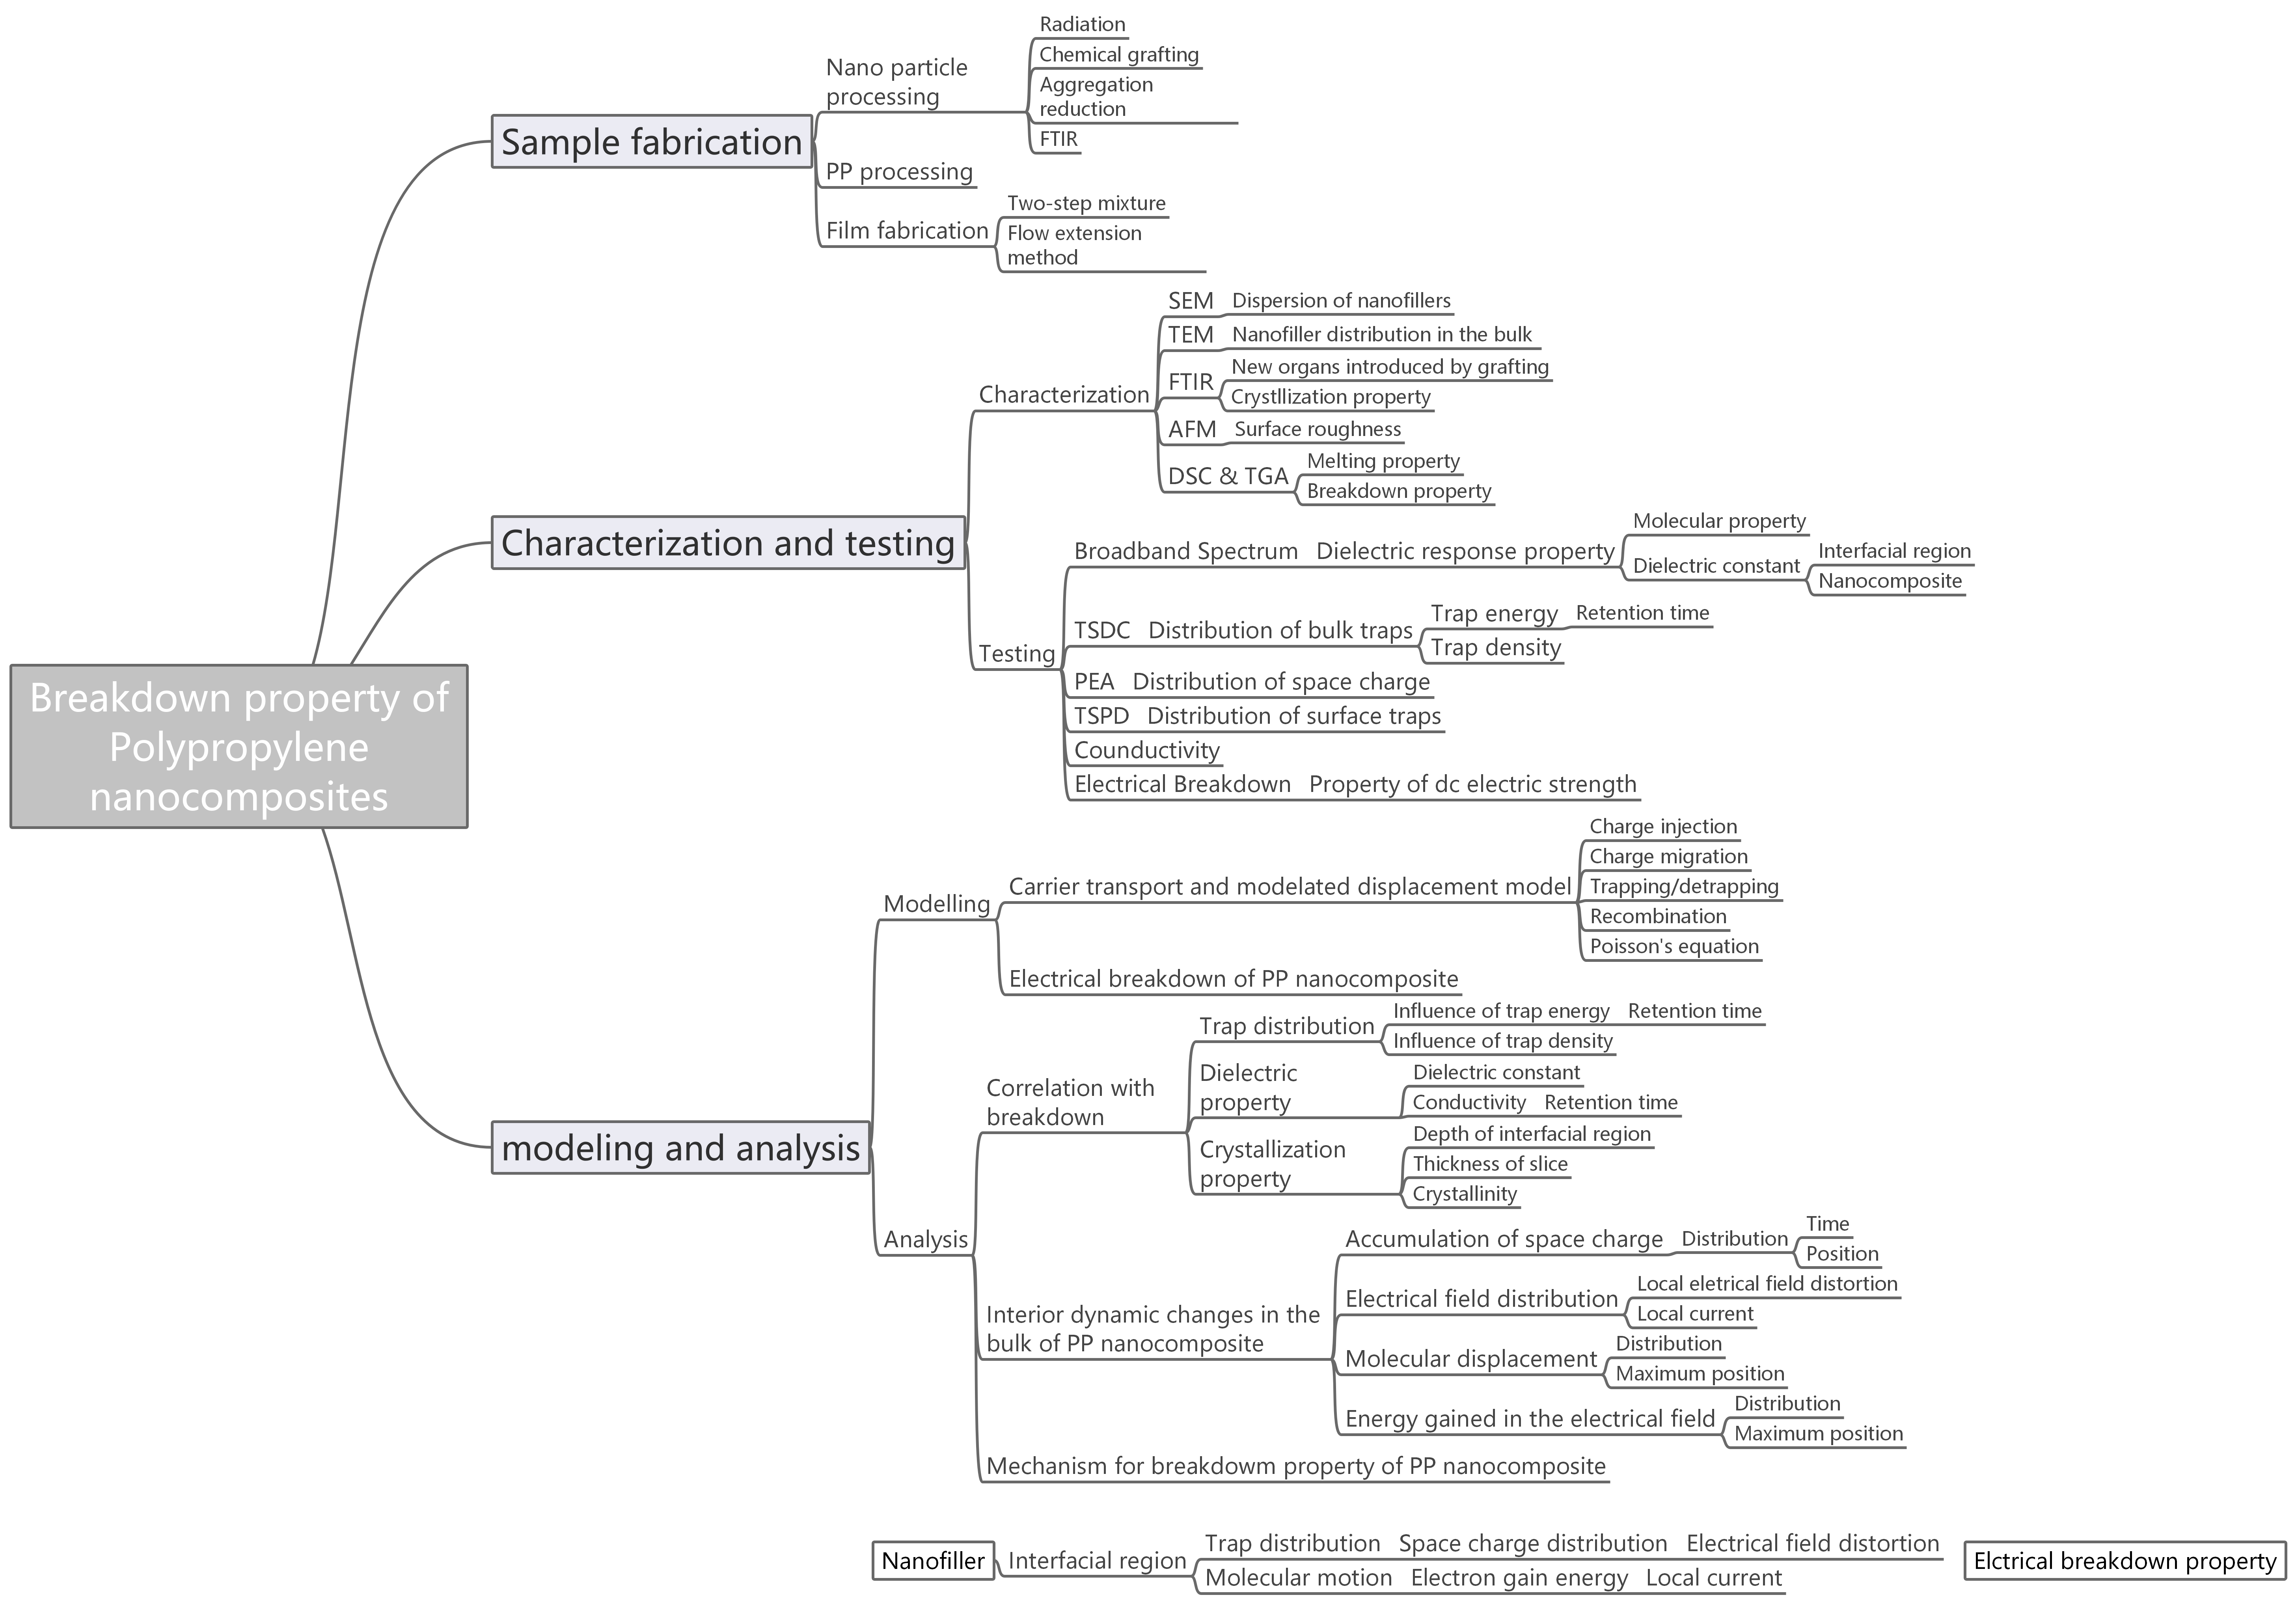 Breakdown property of
Polypropylene
nanocomposites
Sample fabrication
Nano particle
processing
Radiation
Chemical grafting
Aggregation
reduction
FTIR
PP processing
Film fabrication
Two-step mixture
Flow extension
method
Characterization and testing
Characterization
SEM Dispersion of nanofillers
TEM Nanofiller distribution in the bulk
FTIR
New organs introduced by grafting
Crystllization property
AFM Surface roughness
DSC & TGA
Melting property
Breakdown property
Testing
Broadband Spectrum Dielectric response property
Molecular property
Dielectric constant
Interfacial region
Nanocomposite
TSDC Distribution of bulk traps
Trap energy Retention time
Trap density
PEA Distribution of space charge
TSPD Distribution of surface traps
Counductivity
Electrical Breakdown Property of dc electric strength
modeling and analysis
Modelling
Carrier transport and modelated displacement model
Charge injection
Charge migration
Trapping/detrapping
Recombination
Poisson's equation
Electrical breakdown of PP nanocomposite
Analysis
Correlation with
breakdown
Trap distribution
Influence of trap energy Retention time
Influence of trap density
Dielectric
property
Dielectric constant
Conductivity Retention time
Crystallization
property
Depth of interfacial region
Thickness of slice
Crystallinity
Interior dynamic changes in the
bulk of PP nanocomposite
Accumulation of space charge Distribution
Time
Position
Electrical field distribution
Local eletrical field distortion
Local current
Molecular displacement
Distribution
Maximum position
Energy gained in the electrical field
Distribution
Maximum position
Mechanism for breakdowm property of PP nanocomposite
Nanofiller
Interfacial region
Trap distribution Space charge distribution Electrical field distortion
Molecular motion Electron gain energy Local current
Elctrical breakdown property